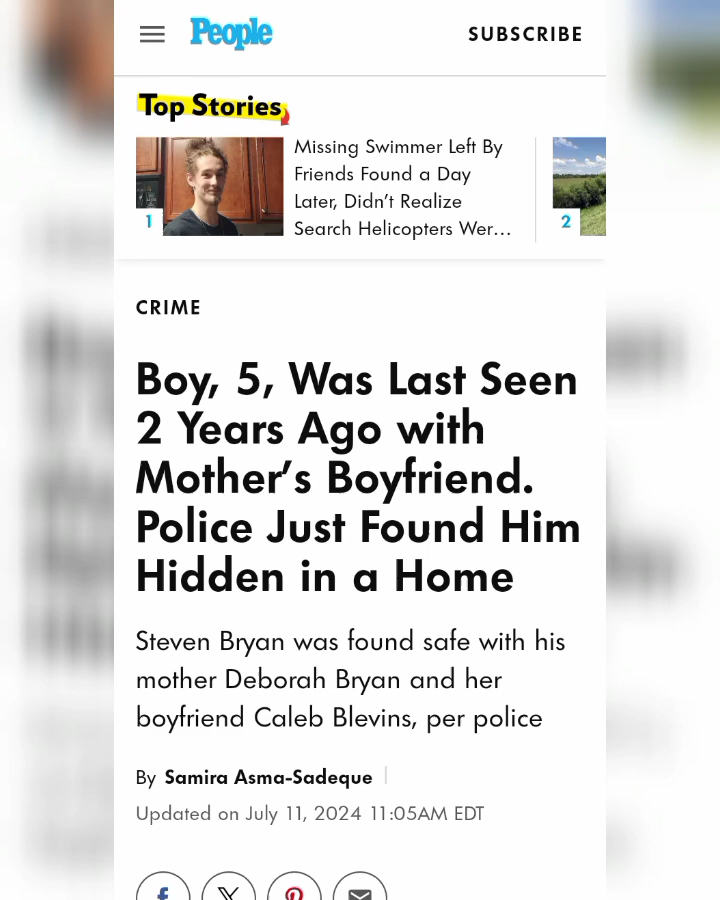 People
SUBSCRIBE
Top Stories
1
Missing Swimmer Left By
Friends Found a Day
Later, Didn't Realize
Search Helicopters Wer...
2
CRIME
Boy, 5, Was Last Seen
2 Years Ago with
Mother's Boyfriend.
Police Just Found Him
Hidden in a Home
Steven Bryan was found safe with his
mother Deborah Bryan and her
boyfriend Caleb Blevins, per police
By Samira Asma-Sadeque
Updated on July 11, 2024 11:05AM EDT